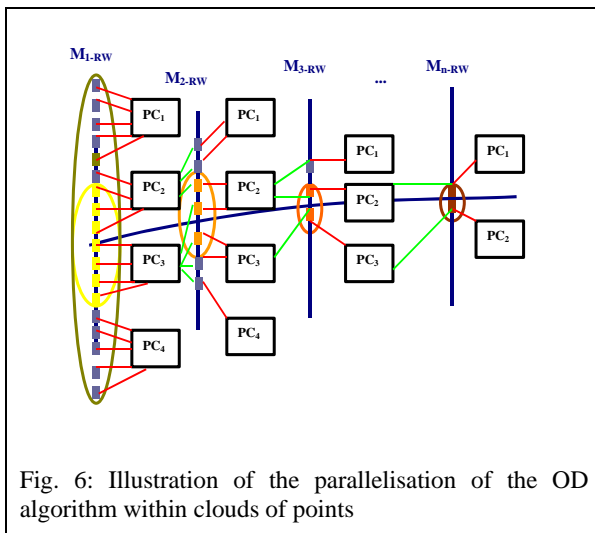 M1-RW
M2-RW
M3-RW
...
Mn-RW
PC1
PC2
PC3
PC4
PC1
PC2
PC3
PC4
PC1
PC2
PC3
PC1
PC2
Fig. 6: Illustration of the parallelisation of the OD
algorithm within clouds of points